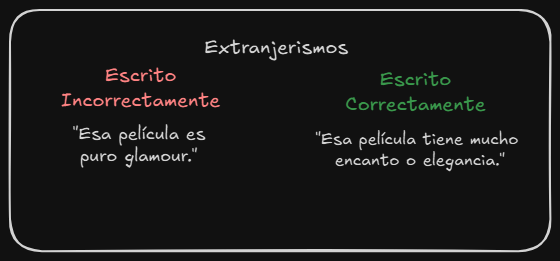 Extranjerismos
Escrito
Incorrectamente
"Esa película es
puro glamour."
Escrito
Correctamente
"Esa película tiene mucho
encanto o elegancia."